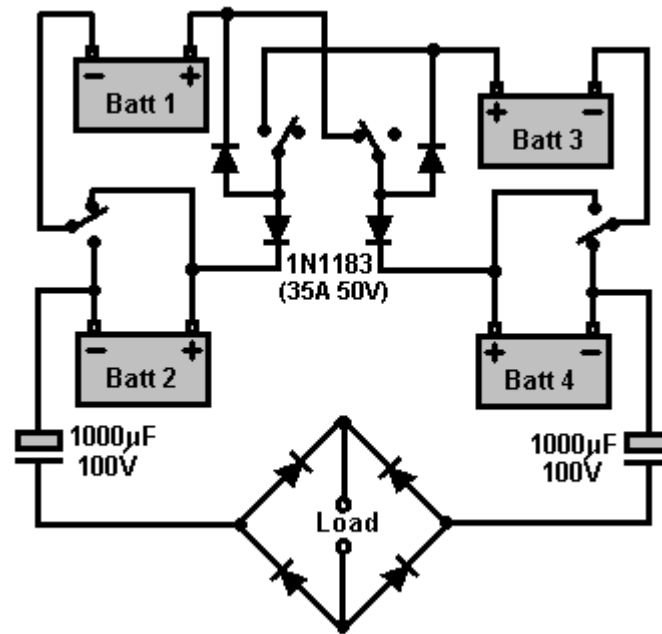 - +
Batt 1
+ -
Batt 3
1N1183
(35A 50V)
- +
Batt 2
+ -
Batt 4
1000µF
100V
1000µF
100V
Load